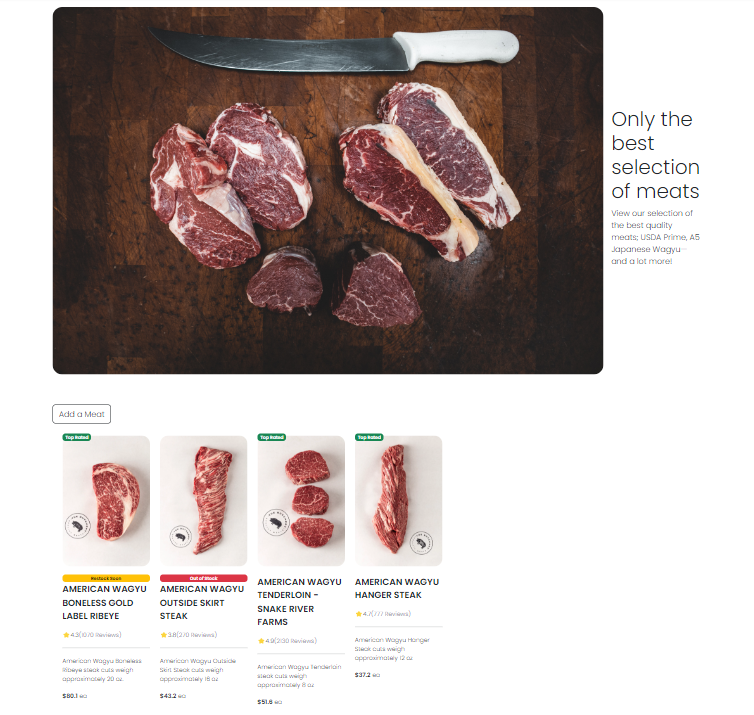 Only the
best
selection
of meats
View our selection of
the best quality
meats; USDA Prime, A5
Japanese Wagyu—
and a lot more!
Add a Meat
Top Rated
Restock Soon
AMERICAN WAGYU
BONELESS GOLD
LABEL RIBEYE
4.3(1070 Reviews)
American Wagyu Boneless
Ribeye steak cuts weigh
approximately 20 oz
$80.1 ea
Out of Stock
AMERICAN WAGYU
OUTSIDE SKIRT
STEAK
3.8(270 Reviews)
American Wagyu Outside
Skirt Steak cuts weigh
approximately 16 oz
$43.2 ea
Top Rated
AMERICAN WAGYU
TENDERLOIN -
SNAKE RIVER
FARMS
4.9(2130 Reviews)
American Wagyu Tenderloin
steak cuts weigh
approximately 8 oz
$51.6 ea
Top Rated
AMERICAN WAGYU
HANGER STEAK
4.7(777 Reviews)
American Wagyu Hanger
Steak cuts weigh
approximately 12 oz
$37.2 ea